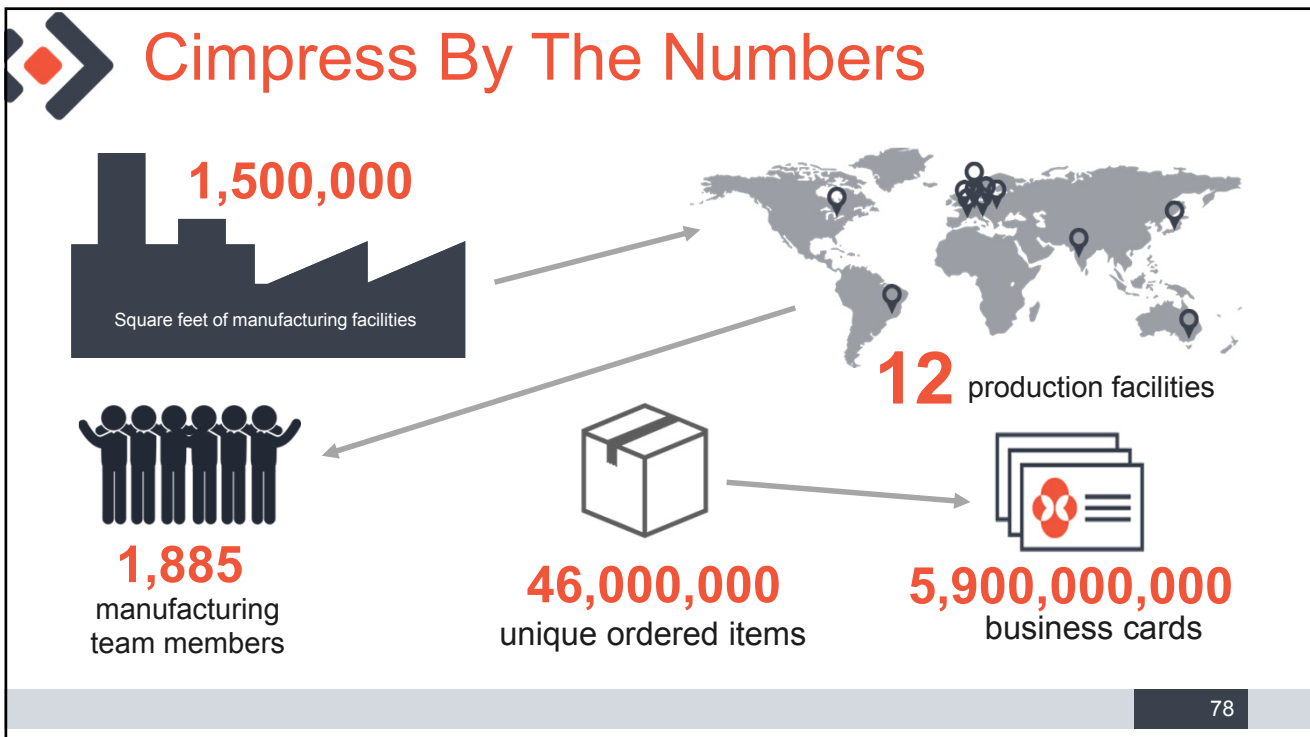 Cimpress By The Numbers
1,500,000
Square feet of manufacturing facilities
12 production facilities
1,885
manufacturing
team members
46,000,000
unique ordered items
5,900,000,000
business cards
78